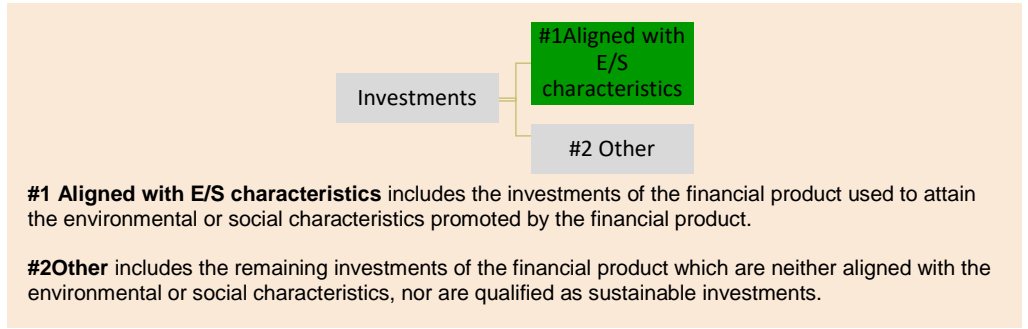 #1Aligned with
E/S
characteristics
Investments
#2 Other
#1 Aligned with E/S characteristics includes the investments of the financial product used to attain
the environmental or social characteristics promoted by the financial product.
#2Other includes the remaining investments of the financial product which are neither aligned with the
environmental or social characteristics, nor are qualified as sustainable investments.